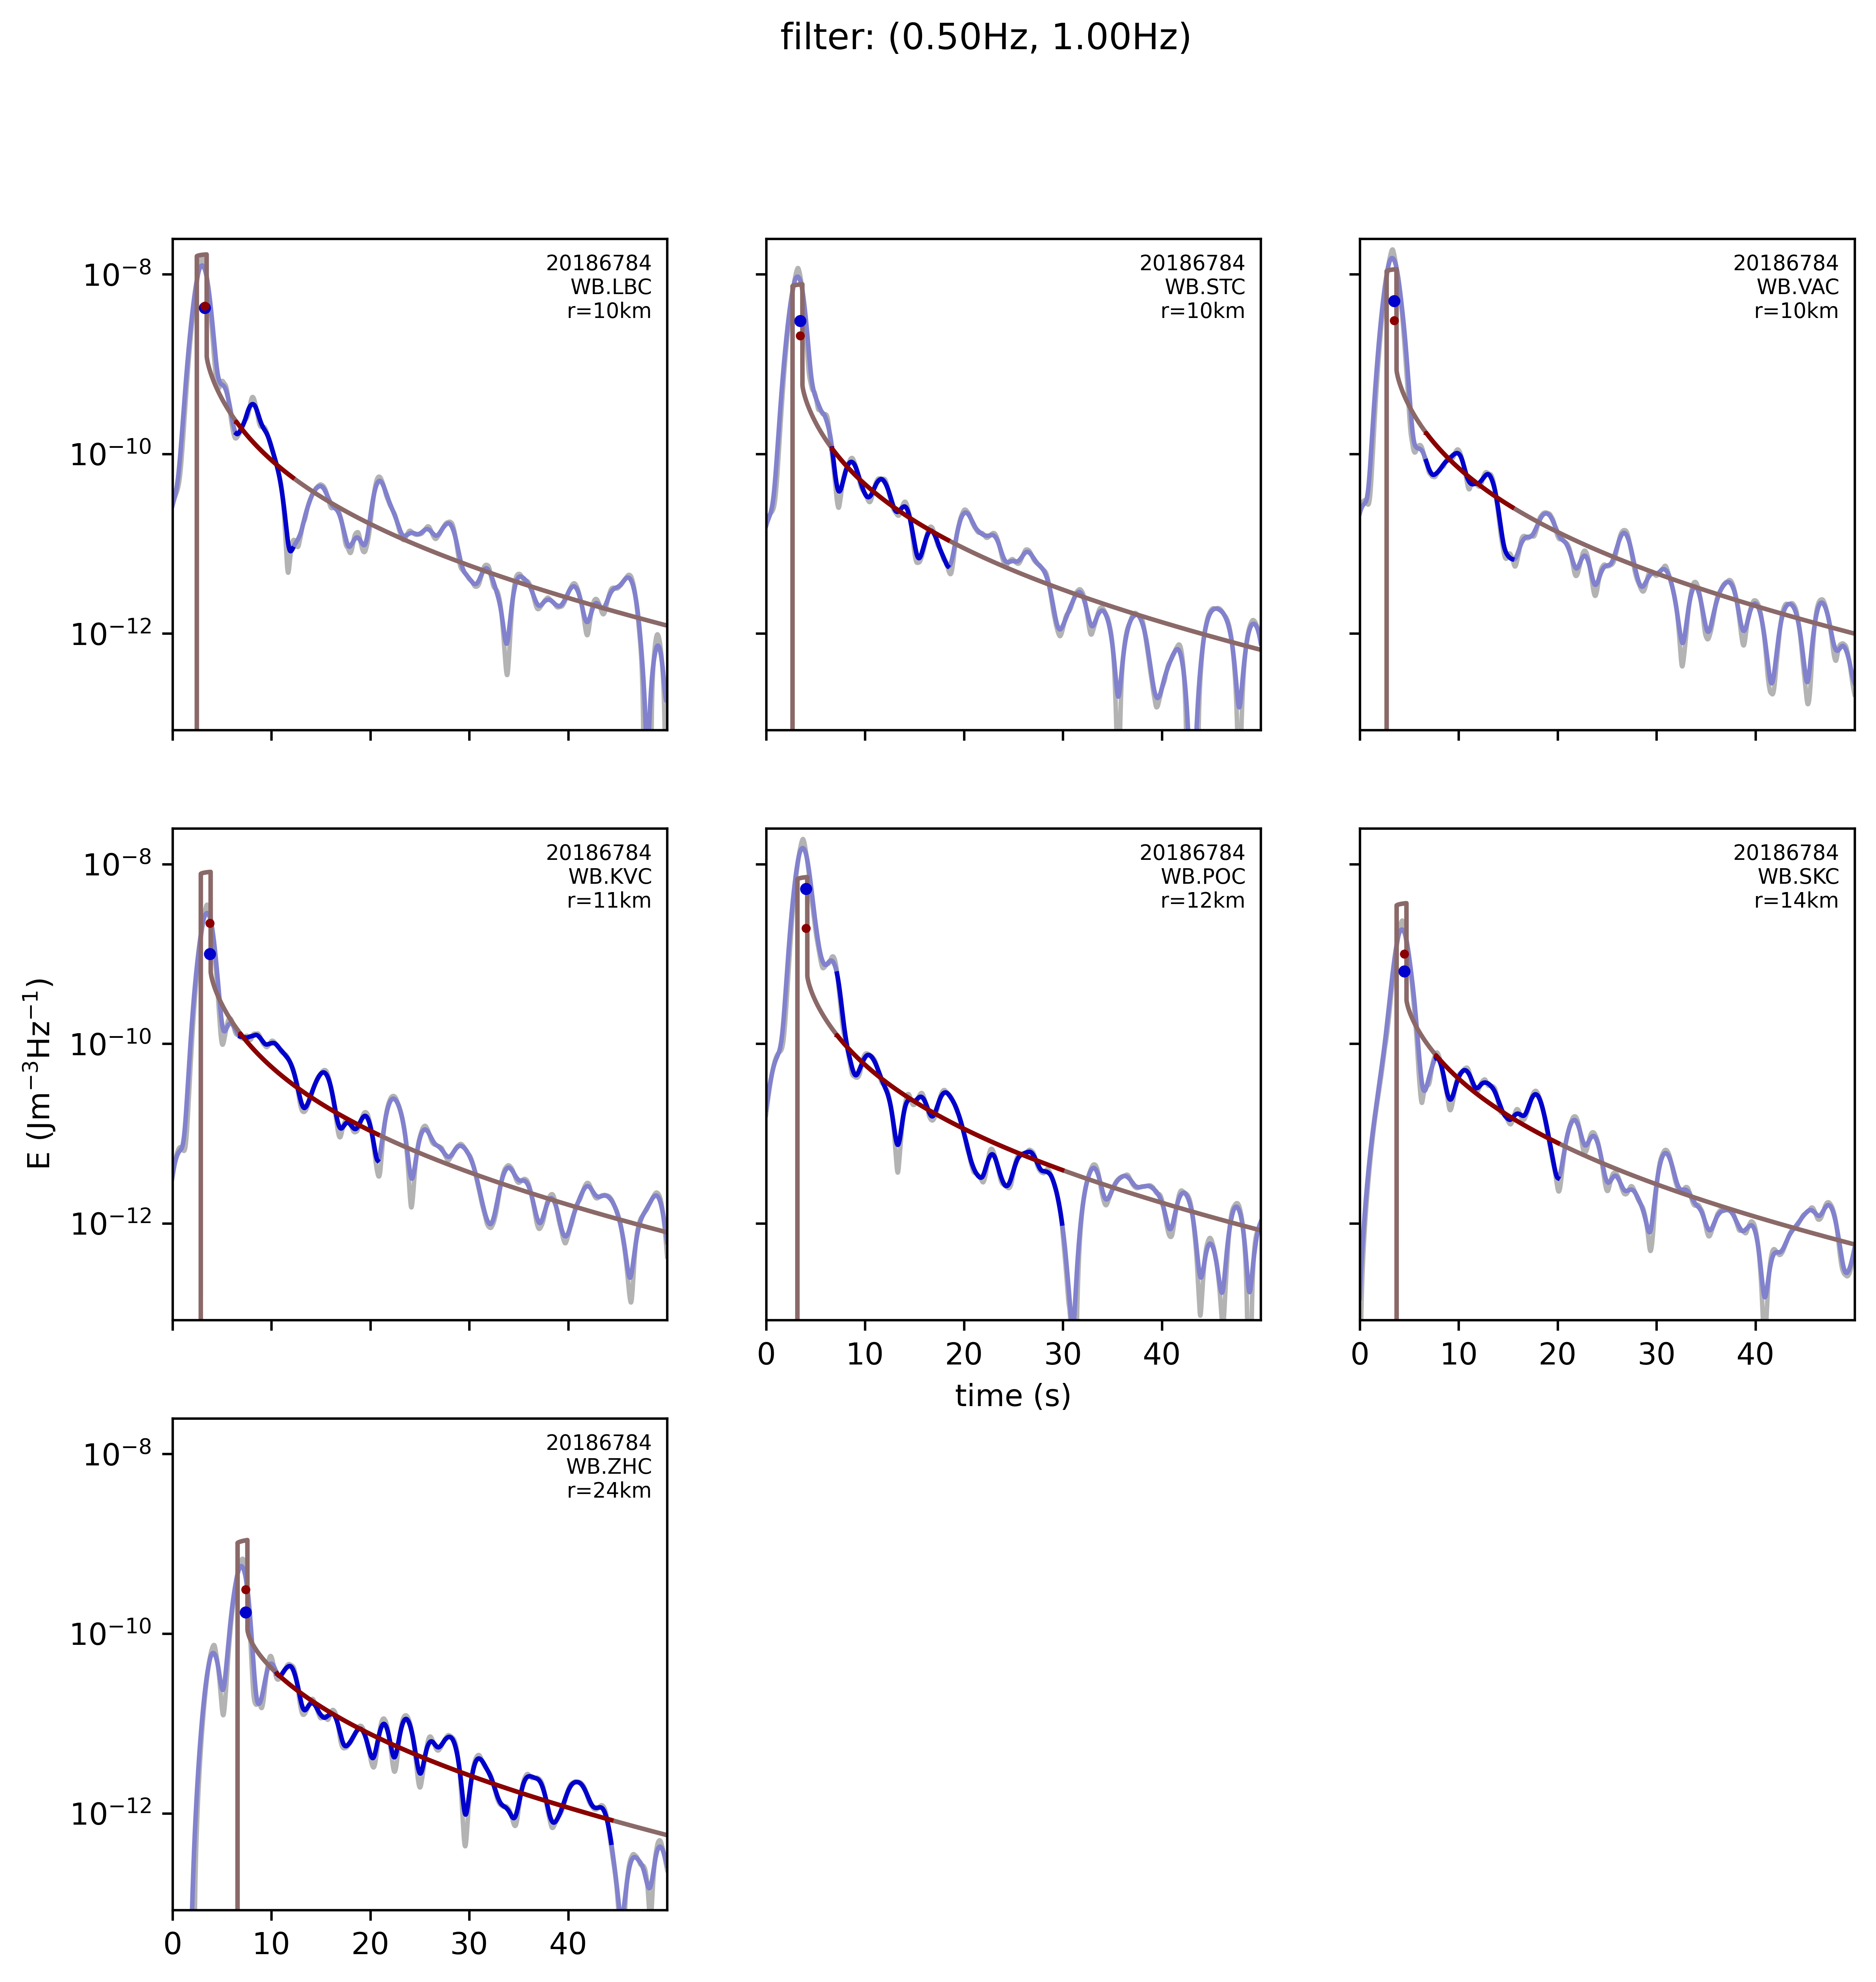 filter: (0.50Hz, 1.00Hz)
20186784
WB.LBC
r=10km
20186784
WB.STC
r=10km
20186784
WB.VAC
r=10km
10⁻⁸
10⁻¹⁰
10⁻¹²
20186784
WB.KVC
r=11km
20186784
WB.POC
r=12km
20186784
WB.SKC
r=14km
10⁻⁸
10⁻¹⁰
10⁻¹²
E (Jm⁻³Hz⁻¹)
0 10 20 30 40
0 10 20 30 40
time (s)
20186784
WB.ZHC
r=24km
10⁻⁸
10⁻¹⁰
10⁻¹²
0 10 20 30 40